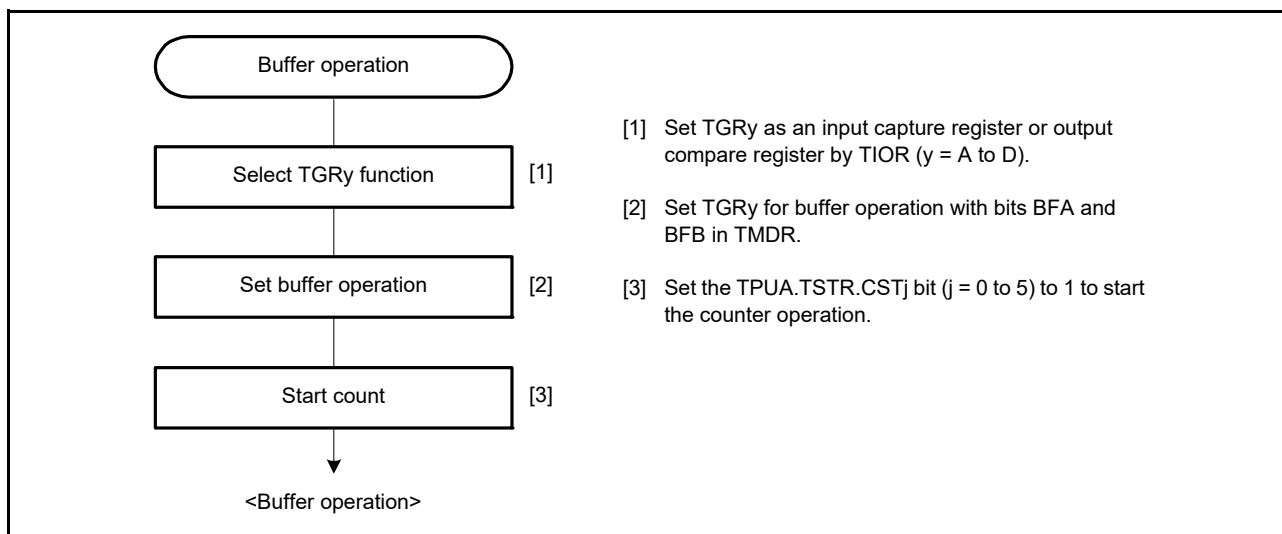 Buffer operation
Select TGRy function
[1]
Set buffer operation
[2]
Start count
[3]
<Buffer operation>
[1] Set TGRy as an input capture register or output
compare register by TIOR (y = A to D).
[2] Set TGRy for buffer operation with bits BFA and
BFB in TMDR.
[3] Set the TPUA.TSTR.CSTj bit (j = 0 to 5) to 1 to start
the counter operation.